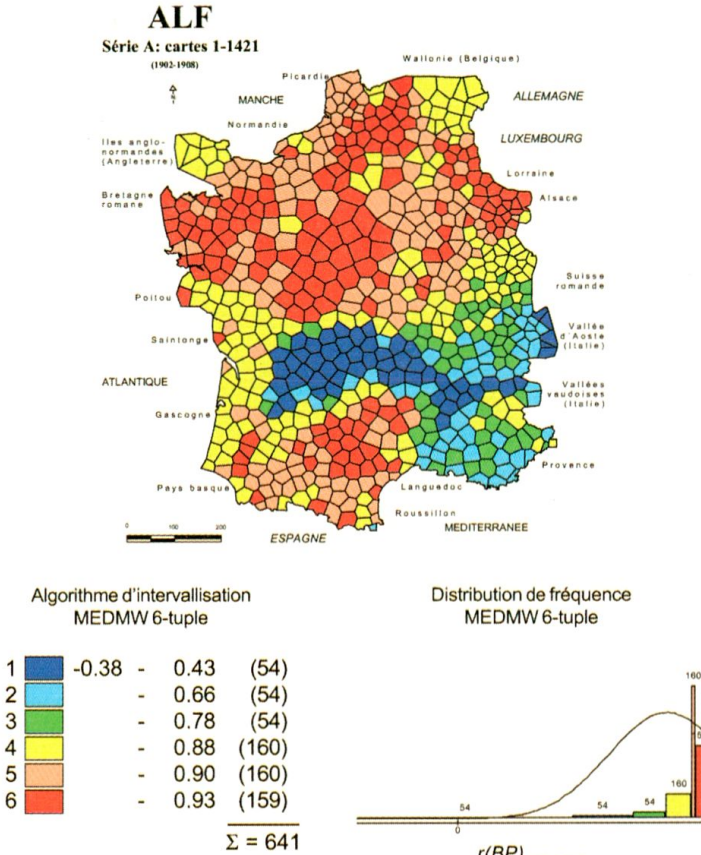 ALF
Série A: cartes 1-1421
(1902-1908)
Wallonie (Belgique)
Picardie
MANCHE
ALLEMAGNE
Normandie
LUXEMBOURG
Iles anglo-
normandes
(Angleterre)
Lorraine
Bretagne
romane
Alsace
Suisse
romande
Poitou
Vallée
d'Aoste
(Italie)
Saintonge
ATLANTIQUE
Vallées
vaudoises
(Italie)
Gascogne
Provence
Pays basque
Languedoc
Roussillon
MEDITERRANEE
0 100 200
ESPAGNE
Algorithme d'intervallisation
MEDMW 6-tuple
1 -0.38 - 0.43 (54)
2 - 0.66 (54)
3 - 0.78 (54)
4 - 0.88 (160)
5 - 0.90 (160)
6 - 0.93 (159)
Σ = 641
Distribution de fréquence
MEDMW 6-tuple
160
160
54 54 54
0
r(BP)